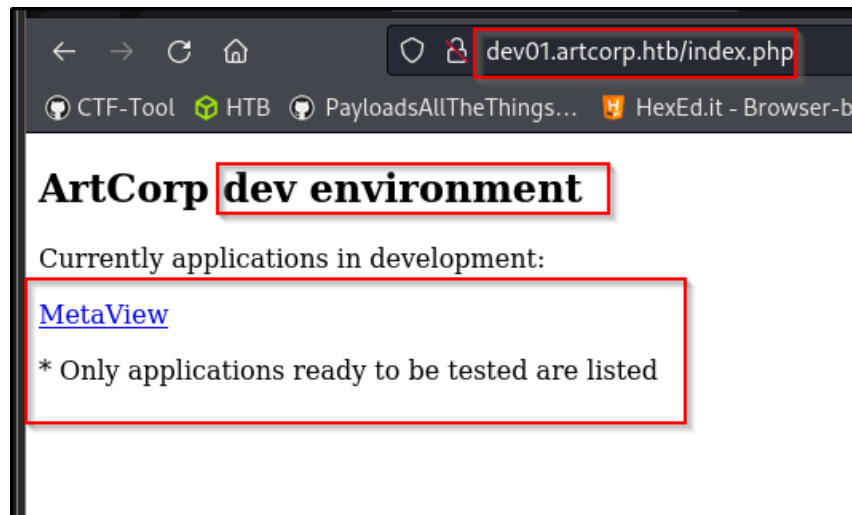 dev01.artcorp.htb/index.php
CTF-Tool HTB PayloadsAllTheThings... HexEd.it - Browser-b
ArtCorp dev environment
Currently applications in development:
MetaView
* Only applications ready to be tested are listed